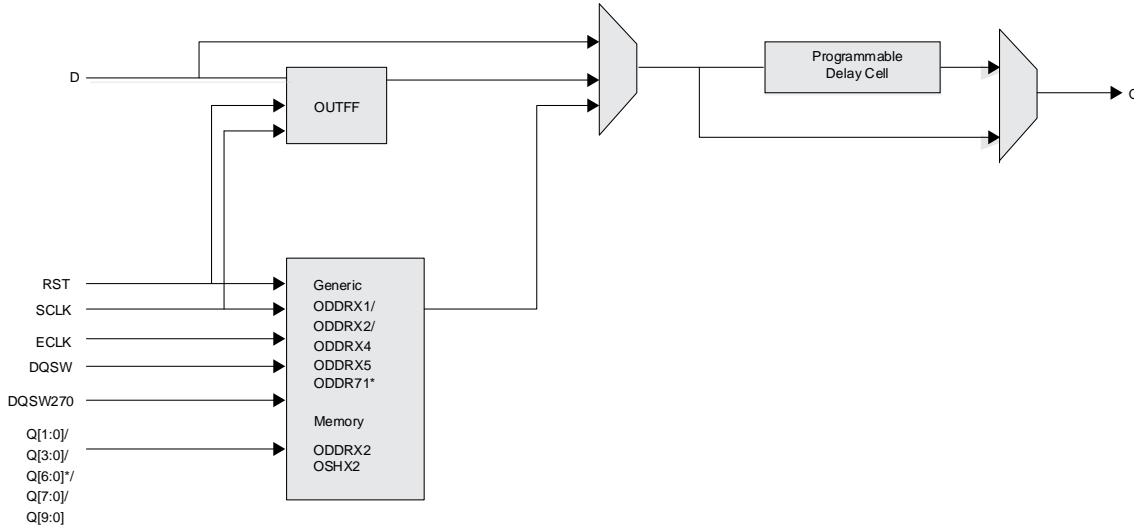 D
OUTFF
Programmable
Delay Cell
RST
SCLK
ECLK
DQSW
DQSW270
Q[1:0]/
Q[3:0]/
Q[6:0]*/
Q[7:0]/
Q[9:0]
Generic
ODDRX1/
ODDRX2/
ODDRX4
ODDRX5
ODDR71*
Memory
ODDRX2
OSHX2